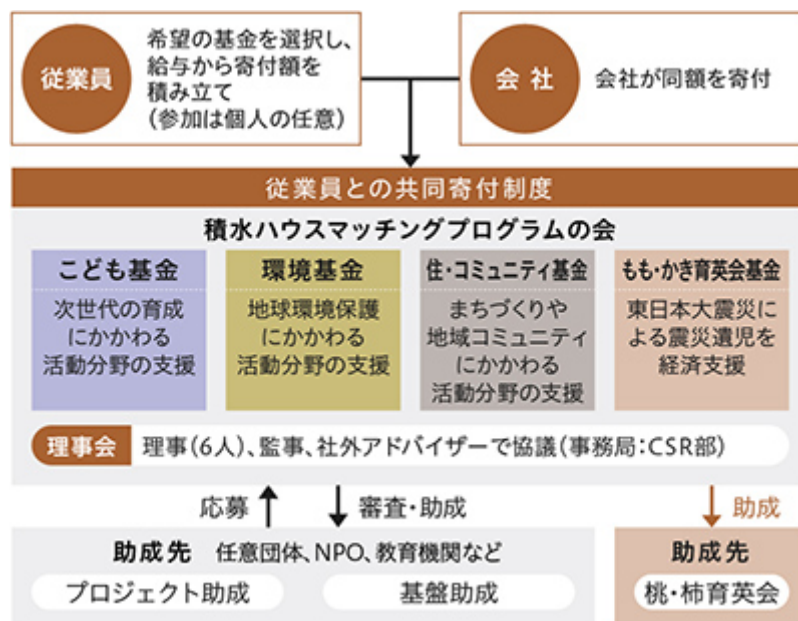 従業員
希望の基金を選択し、
給与から寄付額を
積み立て
(参加は個人の任意)
会社
会社が同額を寄付
従業員との共同寄付制度
積水ハウスマッチングプログラムの会
こども基金
次世代の育成
にかかわる
活動分野の支援
環境基金
地球環境保護
にかかわる
活動分野の支援
住・コミュニティ基金
まちづくりや
地域コミュニティ
にかかわる
活動分野の支援
もも・かき育英会基金
東日本大震災に
よる震災遺児を
経済支援
理事会 理事(6人)、監事、社外アドバイザーで協議(事務局:CSR部)
応募
審査・助成
助成
助成先 任意団体、NPO、教育機関など
プロジェクト助成
基盤助成
助成先
桃・柿育英会